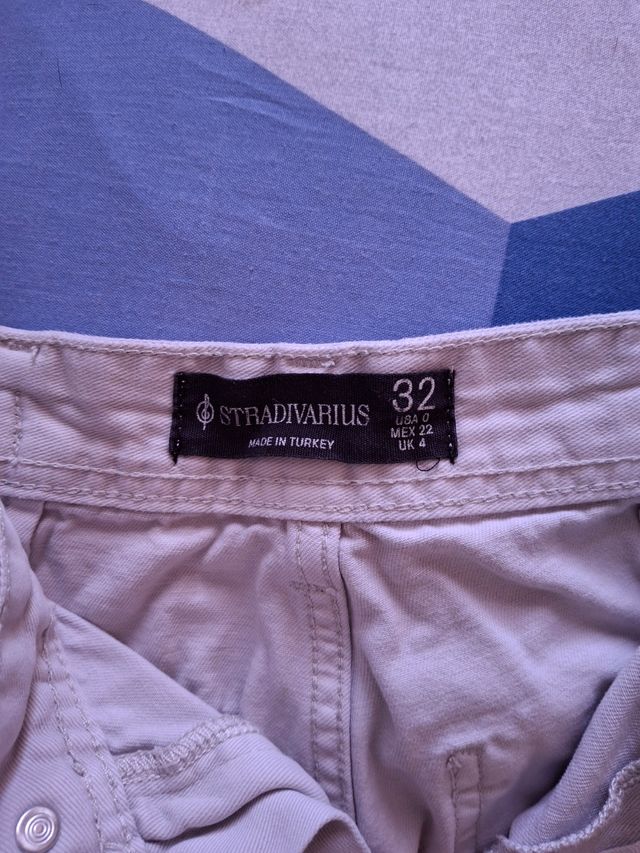 STRADIVARIUS
MADE IN TURKEY
32
USA 0
MEX 22
UK 4